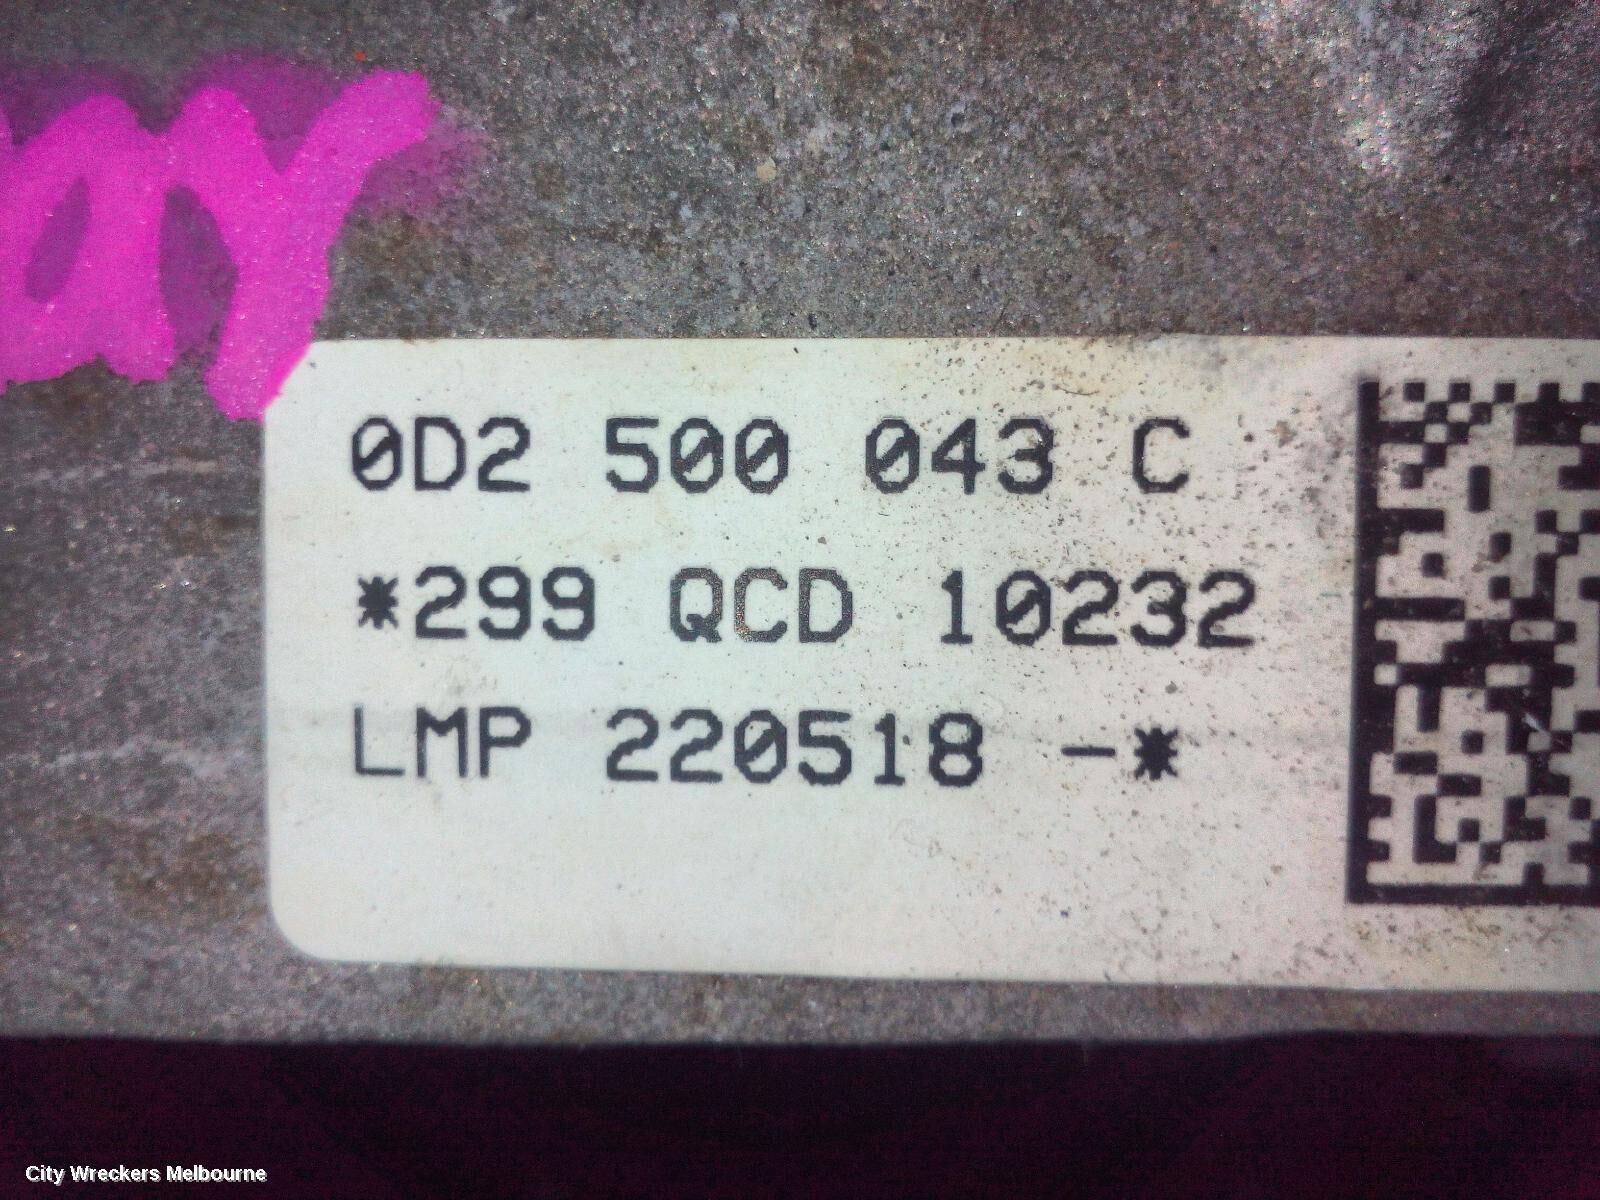 0D2 500 043 C
*299 QCD 10232
LMP 220518 -*
City Wreckers Melbourne